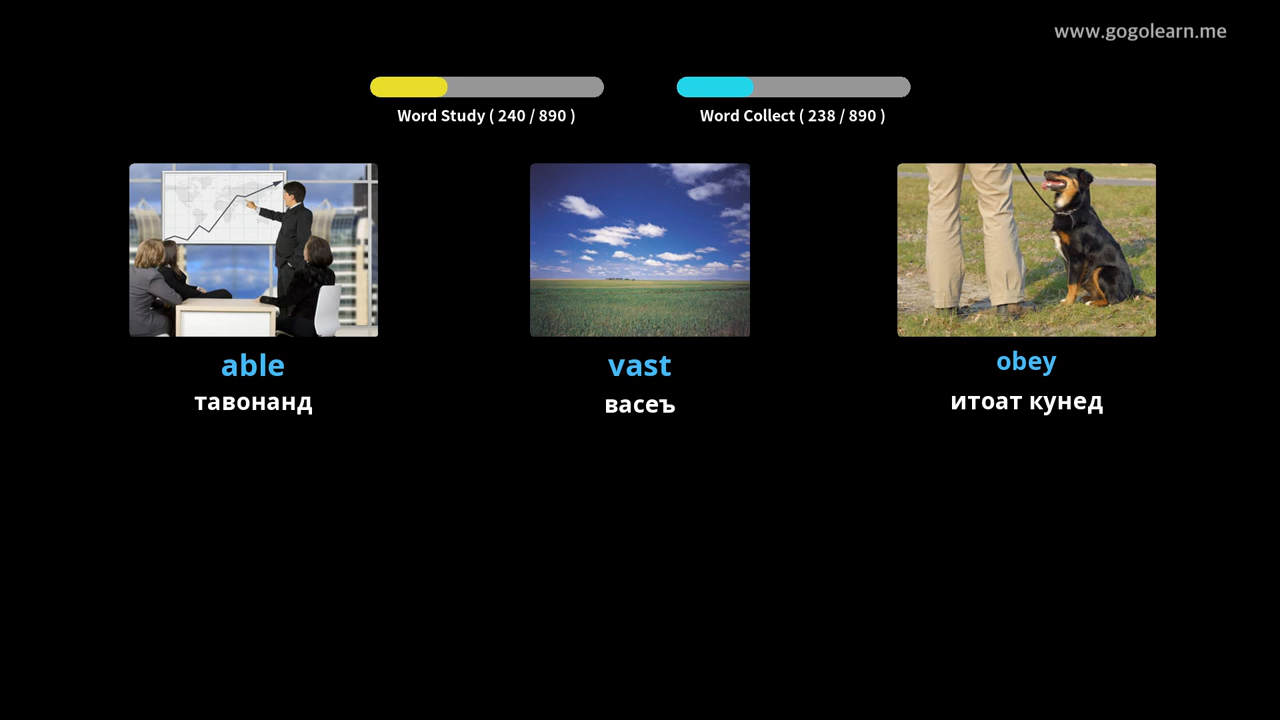 www.gogolearn.me
Word Study ( 240 / 890 )
Word Collect ( 238 / 890 )
able
тавонанд
vast
васеъ
obey
итоат кунед